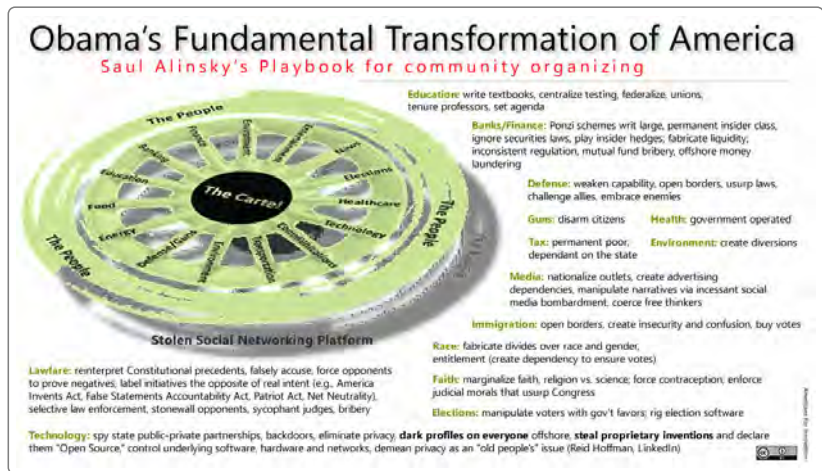 Obama's Fundamental Transformation of America
Saul Alinsky's Playbook for community organizing
The People
The People
The People
The Cartel
Banking
Finance
News
Elections
Healthcare
Technology
Communications
Defense/Guns
Energy
Food
Education
Stolen Social Networking Platform
Education: write textbooks, centralize testing, federalize, unions,
tenure professors, set agenda
Banks/Finance: Ponzi schemes writ large, permanent insider class,
ignore securities laws, play insider hedges; fabricate liquidity;
inconsistent regulation, mutual fund bribery, offshore money
laundering
Defense: weaken capability, open borders, usurp laws,
challenge allies, embrace enemies
Guns: disarm citizens
Health: government operated
Tax: permanent poor,
dependant on the state
Environment: create diversions
Media: nationalize outlets, create advertising
dependencies, manipulate narratives via incessant social
media bombardment, coerce free thinkers
Immigration: open borders, create insecurity and confusion, buy votes
Race: fabricate divides over race and gender,
entitlement (create dependency to ensure votes)
Faith: marginalize faith, religion vs. science; force contraception; enforce
judicial morals that usurp Congress
Elections: manipulate voters with gov't favors; rig election software
Lawfare: reinterpret Constitutional precedents, falsely accuse, force opponents
to prove negatives, label initiatives the opposite of real intent (e.g., America
Invents Act, False Statements Accountability Act, Patriot Act, Net Neutrality),
selective law enforcement, stonewall opponents, sycophant judges, bribery
Technology: spy state public-private partnerships, backdoors, eliminate privacy, dark profiles on everyone offshore, steal proprietary inventions and declare
them "Open Source," control underlying software, hardware and networks, demean privacy as an "old people's" issue (Reid Hoffman, LinkedIn)
Americans For Innovation